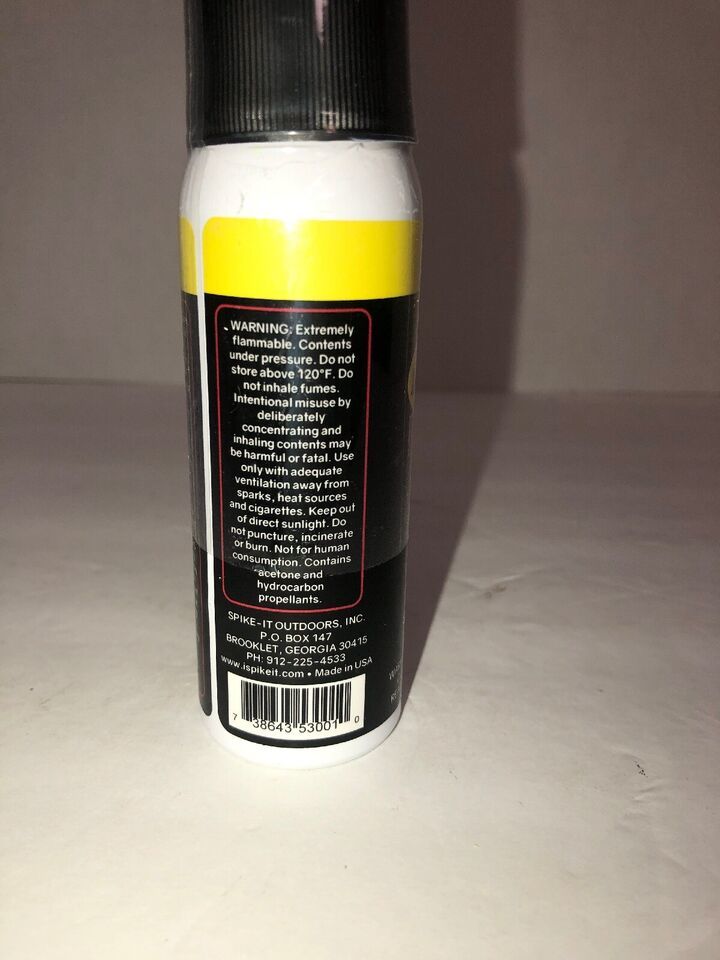 WARNING: Extremely
flammable. Contents
under pressure. Do not
store above 120°F. Do
not inhale fumes.
Intentional misuse by
deliberately
concentrating and
inhaling contents may
be harmful or fatal. Use
only with adequate
ventilation away from
sparks, heat sources
and cigarettes. Keep out
of direct sunlight. Do
not puncture, incinerate
or burn. Not for human
consumption. Contains
acetone and
hydrocarbon
propellants.
SPIKE-IT OUTDOORS, INC.
P.O. BOX 147
BROOKLET, GEORGIA 30415
PH: 912-225-4533
www.ispikeit.com • Made in USA
7 38643 53001 0